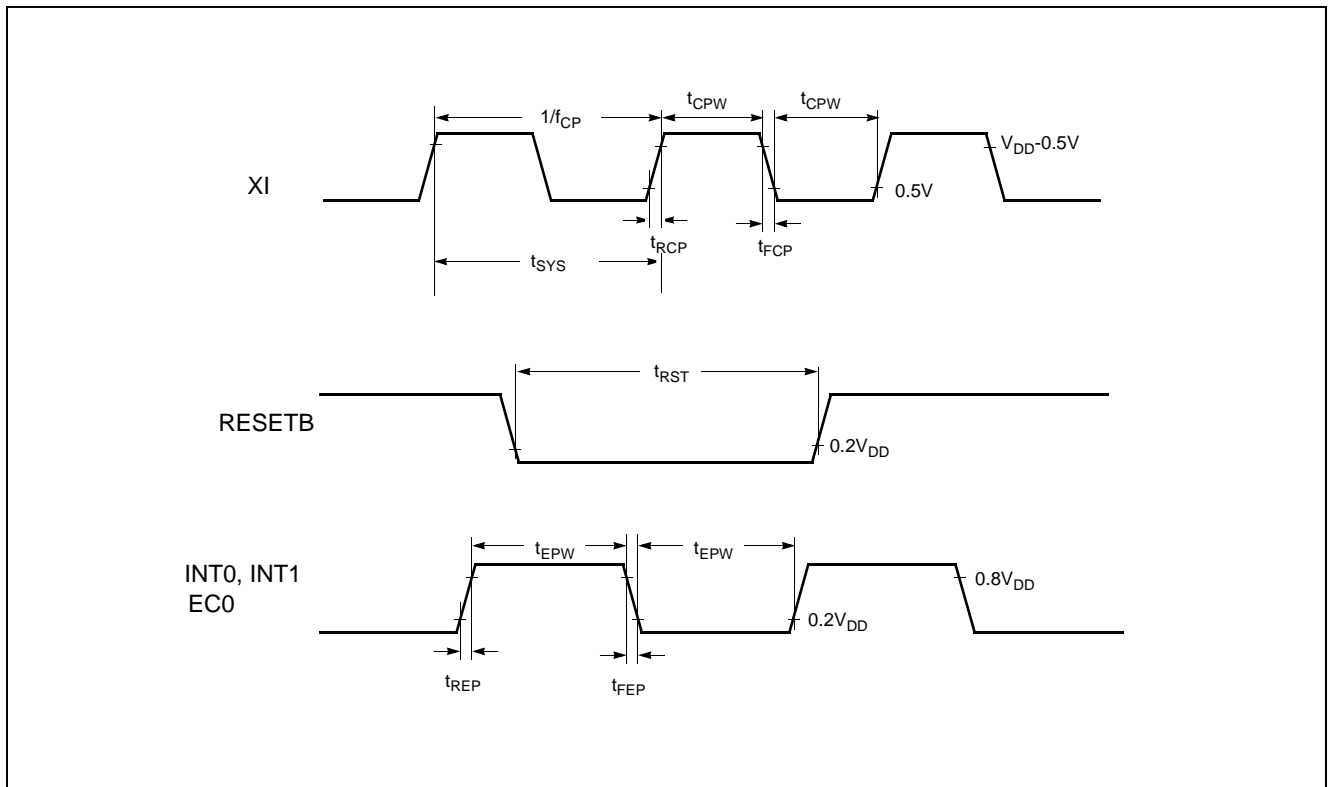 tCPW tCPW
1/fCP
VDD-0.5V
XI
0.5V
tRCP tFCP
tSYS
tRST
RESETB
0.2VDD
tEPW tEPW
INT0, INT1
EC0
0.8VDD
0.2VDD
tREP tFEP